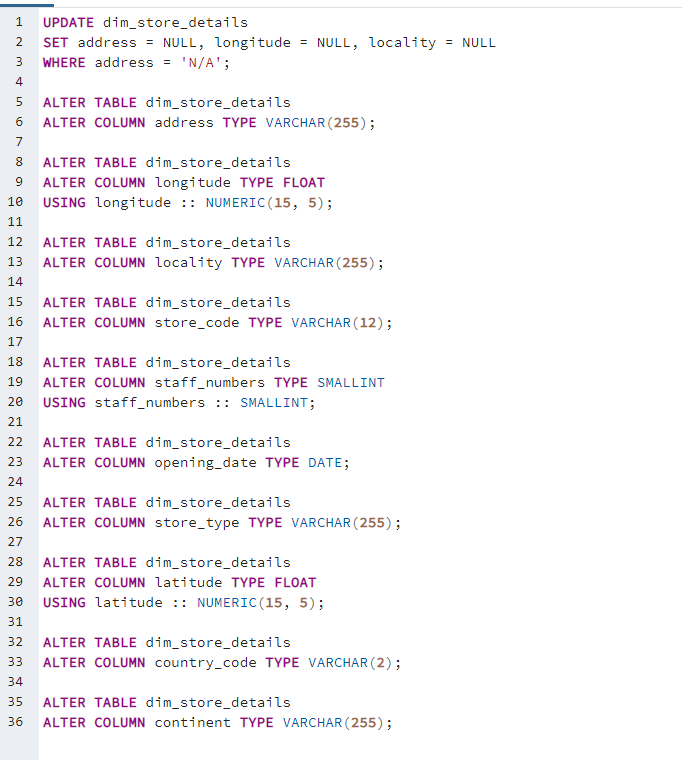 1 UPDATE dim_store_details
2 SET address = NULL, longitude = NULL, locality = NULL
3 WHERE address = 'N/A';
4
5 ALTER TABLE dim_store_details
6 ALTER COLUMN address TYPE VARCHAR(255);
7
8 ALTER TABLE dim_store_details
9 ALTER COLUMN longitude TYPE FLOAT
10 USING longitude :: NUMERIC(15, 5);
11
12 ALTER TABLE dim_store_details
13 ALTER COLUMN locality TYPE VARCHAR(255);
14
15 ALTER TABLE dim_store_details
16 ALTER COLUMN store_code TYPE VARCHAR(12);
17
18 ALTER TABLE dim_store_details
19 ALTER COLUMN staff_numbers TYPE SMALLINT
20 USING staff_numbers :: SMALLINT;
21
22 ALTER TABLE dim_store_details
23 ALTER COLUMN opening_date TYPE DATE;
24
25 ALTER TABLE dim_store_details
26 ALTER COLUMN store_type TYPE VARCHAR(255);
27
28 ALTER TABLE dim_store_details
29 ALTER COLUMN latitude TYPE FLOAT
30 USING latitude :: NUMERIC(15, 5);
31
32 ALTER TABLE dim_store_details
33 ALTER COLUMN country_code TYPE VARCHAR(2);
34
35 ALTER TABLE dim_store_details
36 ALTER COLUMN continent TYPE VARCHAR(255);